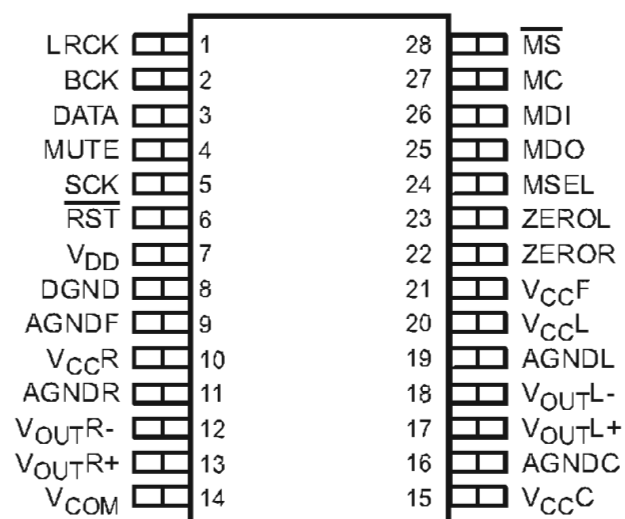 LRCK 1 28 M̅S̅
BCK 2 27 MC
DATA 3 26 MDI
MUTE 4 25 MDO
SCK 5 24 MSEL
R̅S̅T̅ 6 23 ZEROL
VDD 7 22 ZEROR
DGND 8 21 VCCF
AGNDF 9 20 VCCL
VCCR 10 19 AGNDL
AGNDR 11 18 VOUTL-
VOUTR- 12 17 VOUTL+
VOUTR+ 13 16 AGNDC
VCOM 14 15 VCCC